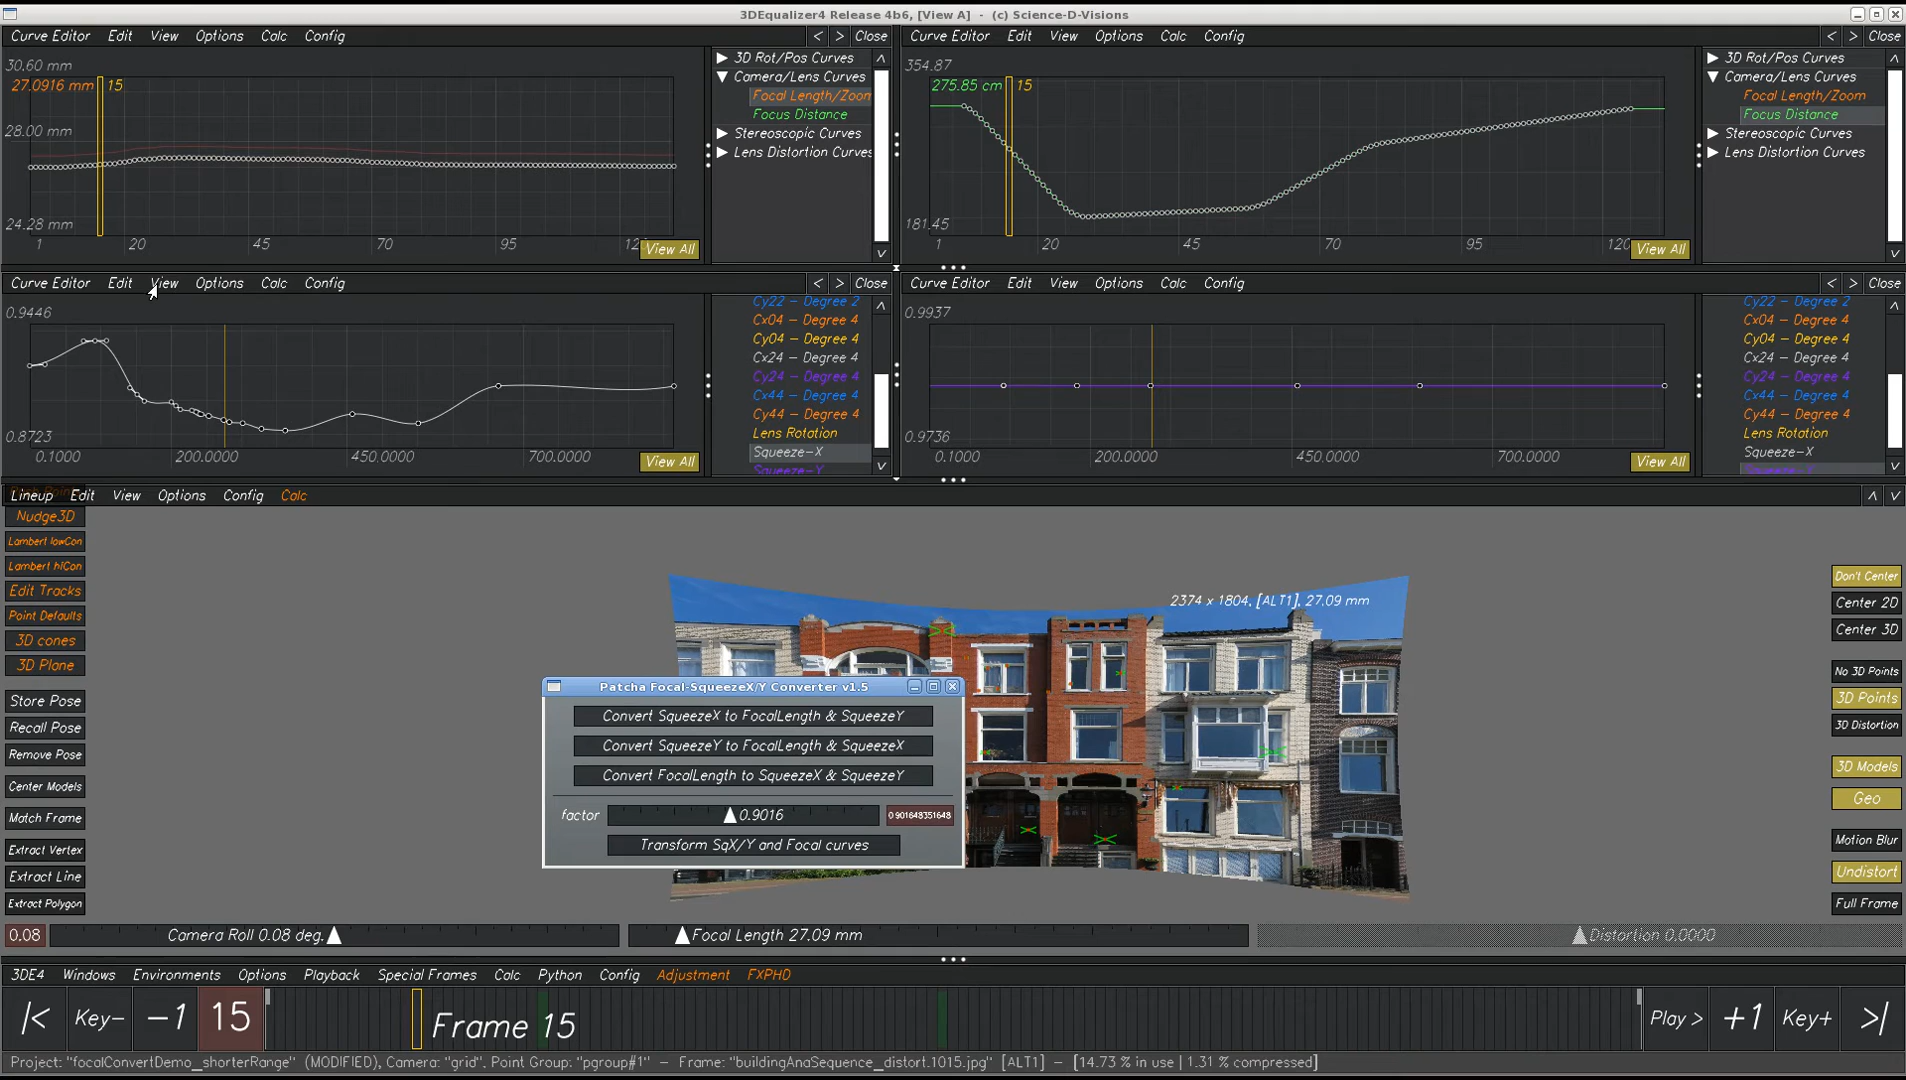 3DEqualizer4 Release 4b6, [View A]  -  (c) Science-D-Visions
Curve Editor Edit View Options Calc Config < > Close
30.60 mm
27.0916 mm 15
28.00 mm
24.28 mm
1 20 45 70 95 12
View All
3D Rot/Pos Curves
Camera/Lens Curves
Focal Length/Zoom
Focus Distance
Stereoscopic Curves
Lens Distortion Curves
Curve Editor Edit View Options Calc Config < > Close
354.87
275.85 cm 15
181.45
1 20 45 70 95 120
View All
3D Rot/Pos Curves
Camera/Lens Curves
Focal Length/Zoom
Focus Distance
Stereoscopic Curves
Lens Distortion Curves
Curve Editor Edit View Options Calc Config < > Close
0.9446
0.8723
0.1000 200.0000 450.0000 700.0000
View All
Cy22 – Degree 2
Cx04 – Degree 4
Cy04 – Degree 4
Cx24 – Degree 4
Cy24 – Degree 4
Cx44 – Degree 4
Cy44 – Degree 4
Lens Rotation
Squeeze–X
Squeeze–Y
Curve Editor Edit View Options Calc Config < > Close
0.9937
0.9736
0.1000 200.0000 450.0000 700.0000
View All
Cy22 – Degree 2
Cx04 – Degree 4
Cy04 – Degree 4
Cx24 – Degree 4
Cy24 – Degree 4
Cx44 – Degree 4
Cy44 – Degree 4
Lens Rotation
Squeeze–X
Squeeze–Y
Lineup Edit View Options Config Calc
Nudge3D
Lambert lowCon
Lambert hiCon
Edit Tracks
Point Defaults
3D cones
3D Plane
Store Pose
Recall Pose
Remove Pose
Center Models
Match Frame
Extract Vertex
Extract Line
Extract Polygon
2374 x 1804, [ALT1], 27.09 mm
Patcha Focal-SqueezeX/Y Converter v1.5
Convert SqueezeX to FocalLength & SqueezeY
Convert SqueezeY to FocalLength & SqueezeX
Convert FocalLength to SqueezeX & SqueezeY
factor 0.9016 0.901648351648
Transform SqX/Y and Focal curves
Don't Center
Center 2D
Center 3D
No 3D Points
3D Points
3D Distortion
3D Models
Geo
Motion Blur
Undistort
Full Frame
0.08 Camera Roll 0.08 deg. Focal Length 27.09 mm Distortion 0.0000
3DE4 Windows Environments Options Playback Special Frames Calc Python Config Adjustment FXPHD
|< Key– –1 15 Frame 15 Play > +1 Key+ >|
Project: "focalConvertDemo_shorterRange" (MODIFIED), Camera: "grid", Point Group: "pgroup#1" – Frame: "buildingAnaSequence_distort.1015.jpg" [ALT1] – [14.73 % in use | 1.31 % compressed]